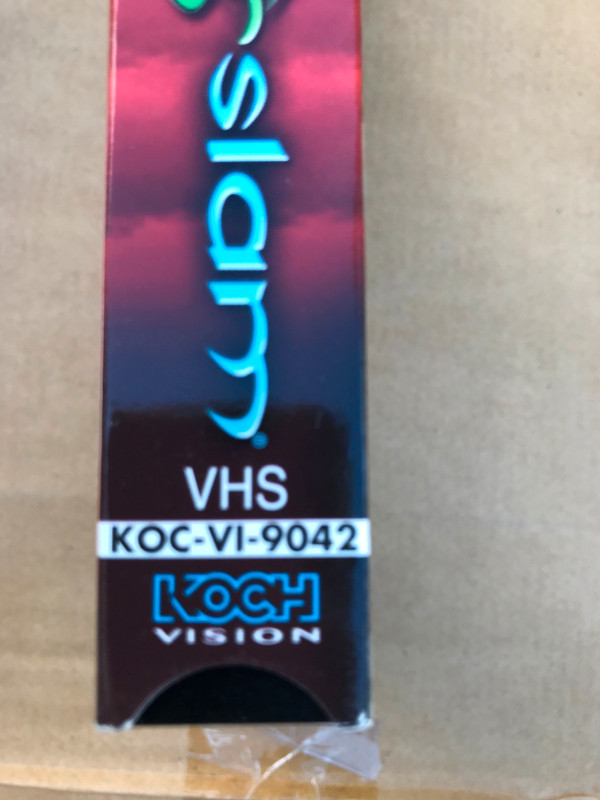 slam®
VHS
KOC-VI-9042
KOCH
VISION